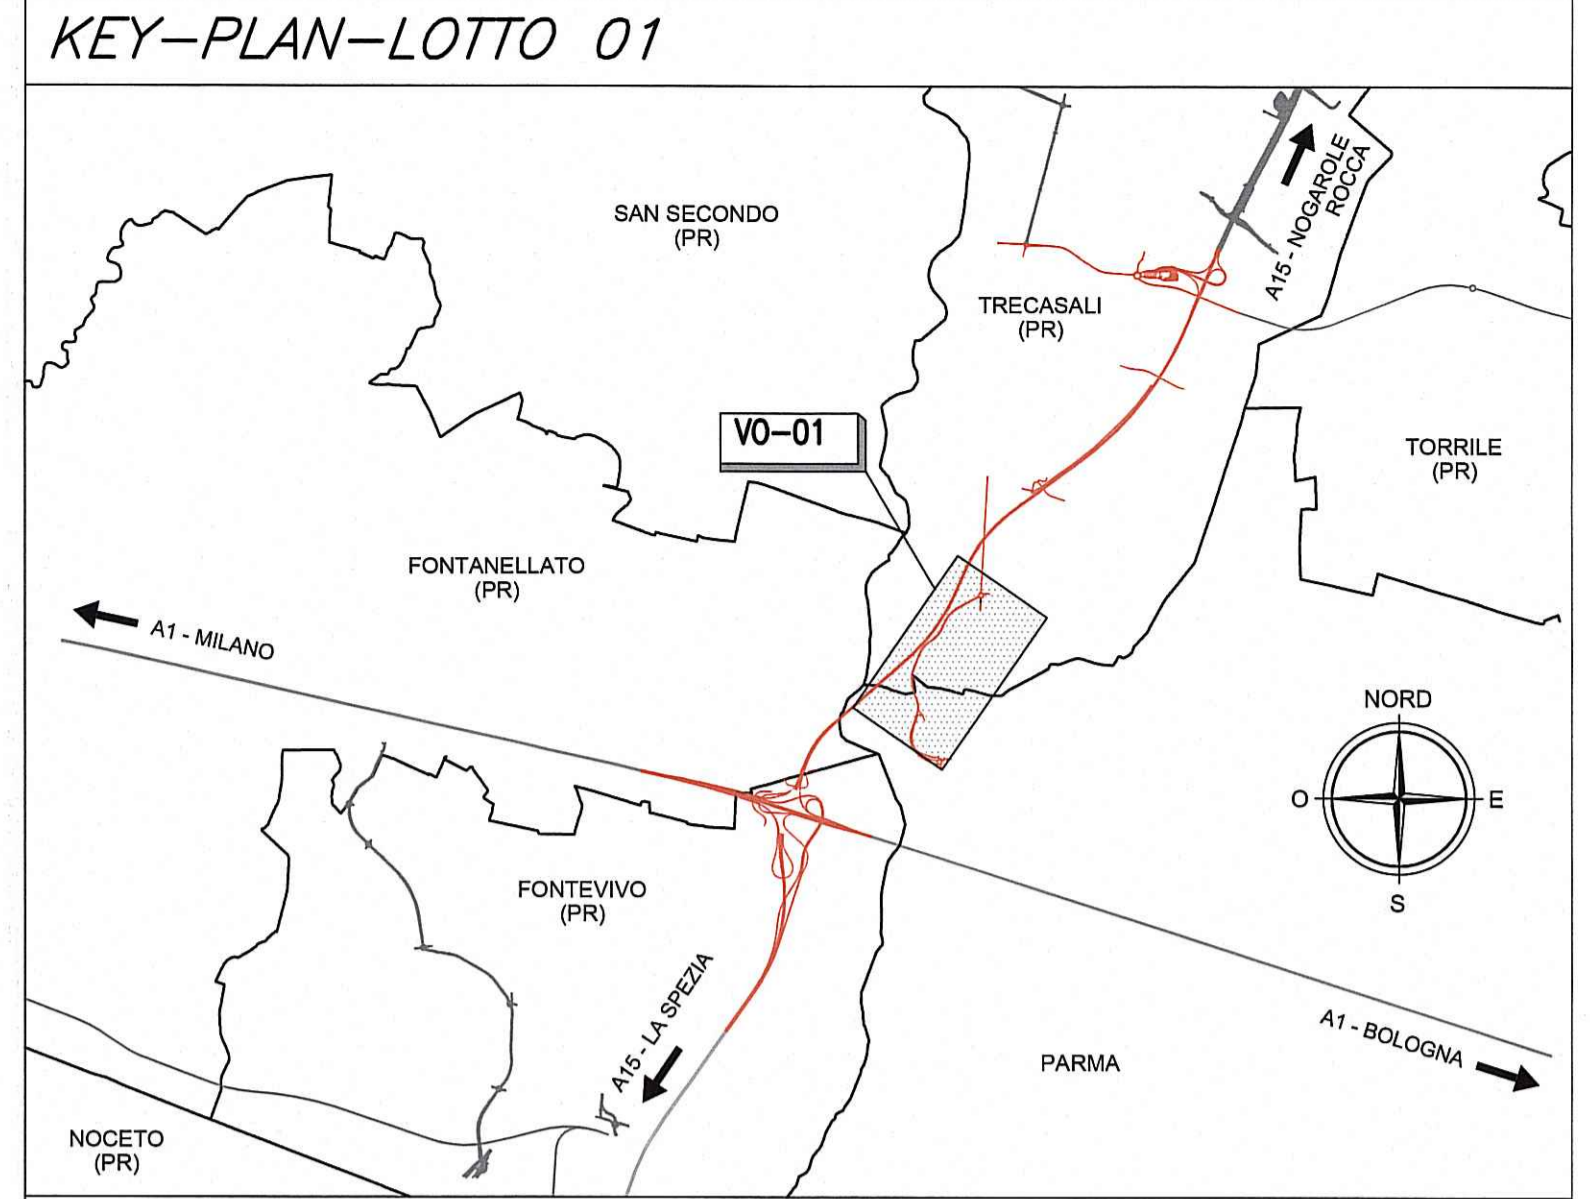 KEY-PLAN-LOTTO 01
SAN SECONDO
(PR)
A15 - NOGAROLE
ROCCA
TRECASALI
(PR)
VO-01
TORRILE
(PR)
FONTANELLATO
(PR)
A1 - MILANO
NORD
O
E
S
FONTEVIVO
(PR)
A15 - LA SPEZIA
A1 - BOLOGNA
PARMA
NOCETO
(PR)